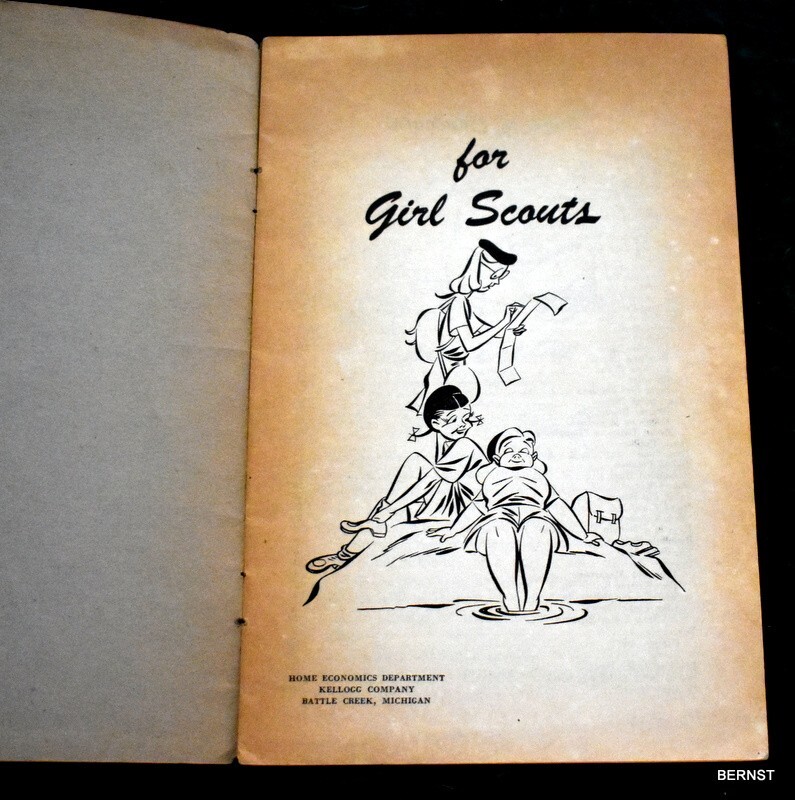 for
Girl Scouts
HOME ECONOMICS DEPARTMENT
KELLOGG COMPANY
BATTLE CREEK, MICHIGAN
BERNST